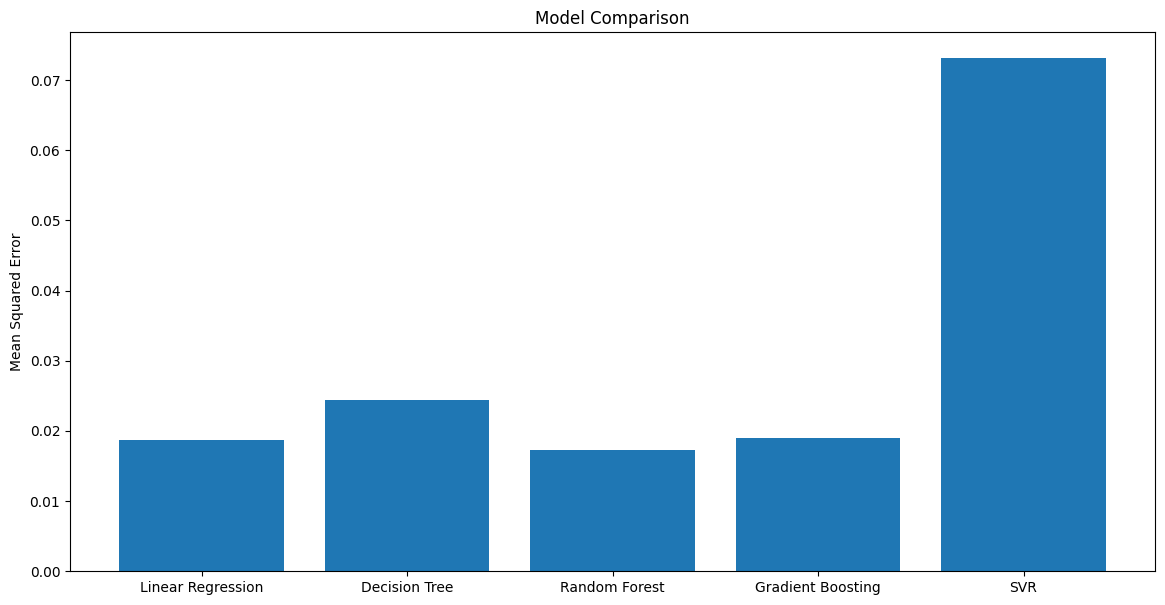 Model Comparison
Mean Squared Error
0.07
0.06
0.05
0.04
0.03
0.02
0.01
0.00
Linear Regression Decision Tree Random Forest Gradient Boosting SVR